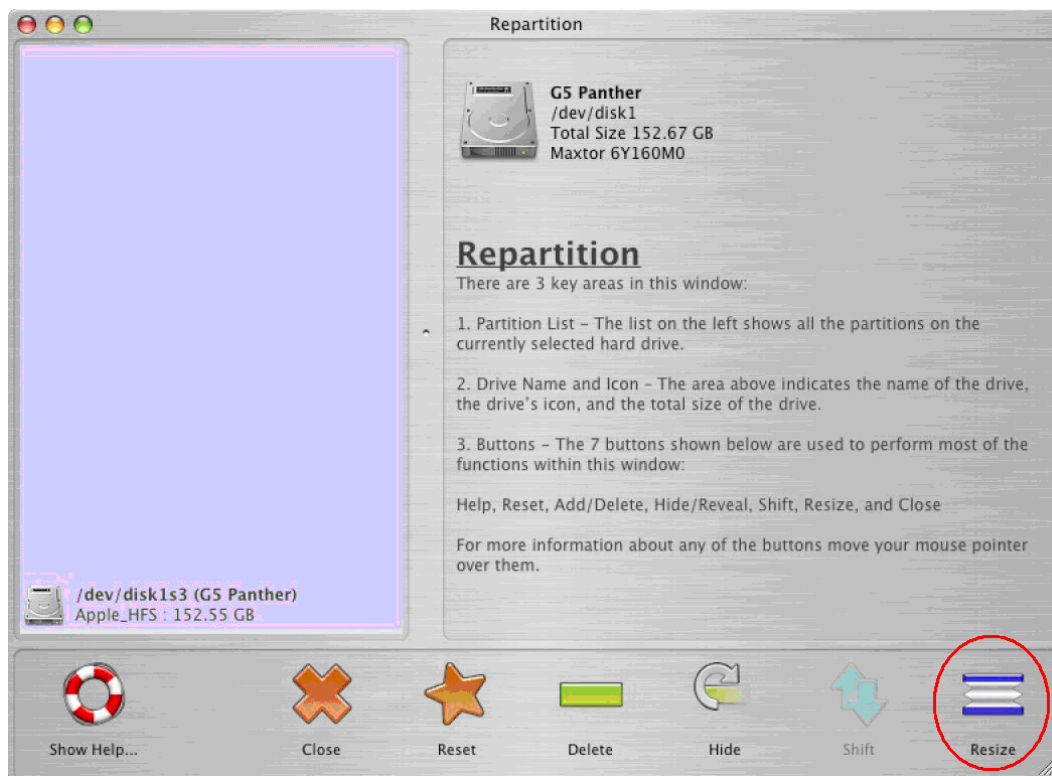 Repartition
G5 Panther
/dev/disk1
Total Size 152.67 GB
Maxtor 6Y160M0
Repartition
There are 3 key areas in this window:
1. Partition List – The list on the left shows all the partitions on the
currently selected hard drive.
2. Drive Name and Icon – The area above indicates the name of the drive,
the drive's icon, and the total size of the drive.
3. Buttons – The 7 buttons shown below are used to perform most of the
functions within this window:
Help, Reset, Add/Delete, Hide/Reveal, Shift, Resize, and Close
For more information about any of the buttons move your mouse pointer
over them.
/dev/disk1s3 (G5 Panther)
Apple_HFS : 152.55 GB
Show Help...
Close
Reset
Delete
Hide
Shift
Resize